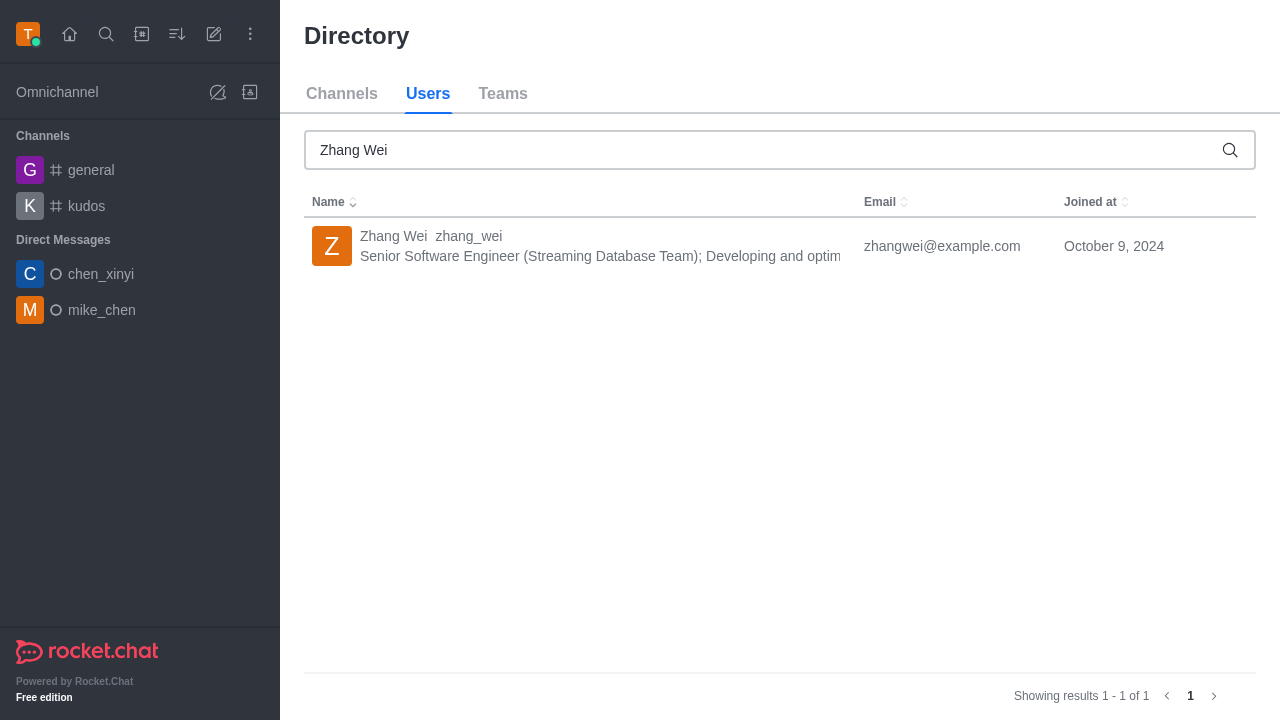 T
Directory
Omnichannel
Channels
G general
K kudos
Direct Messages
C chen_xinyi
M mike_chen
rocket.chat
Powered by Rocket.Chat
Free edition
Channels Users Teams
Zhang Wei
Name Email Joined at
Z
Zhang Wei zhang_wei
Senior Software Engineer (Streaming Database Team); Developing and optim
zhangwei@example.com
October 9, 2024
Showing results 1 - 1 of 1 1